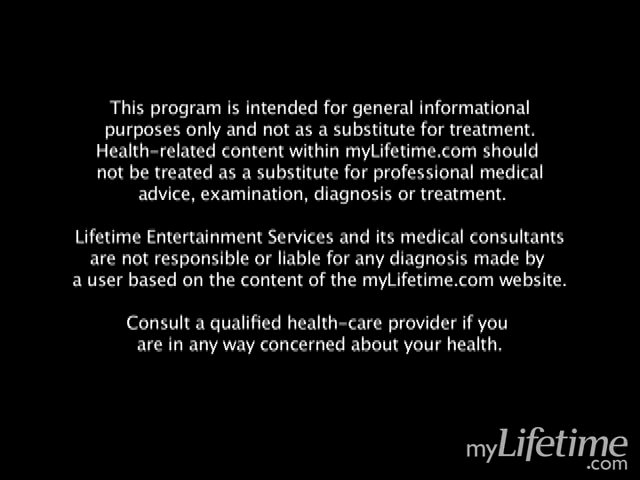 This program is intended for general informational
purposes only and not as a substitute for treatment.
Health-related content within myLifetime.com should
not be treated as a substitute for professional medical
advice, examination, diagnosis or treatment.
Lifetime Entertainment Services and its medical consultants
are not responsible or liable for any diagnosis made by
a user based on the content of the myLifetime.com website.
Consult a qualified health-care provider if you
are in any way concerned about your health.
myLifetime
.com